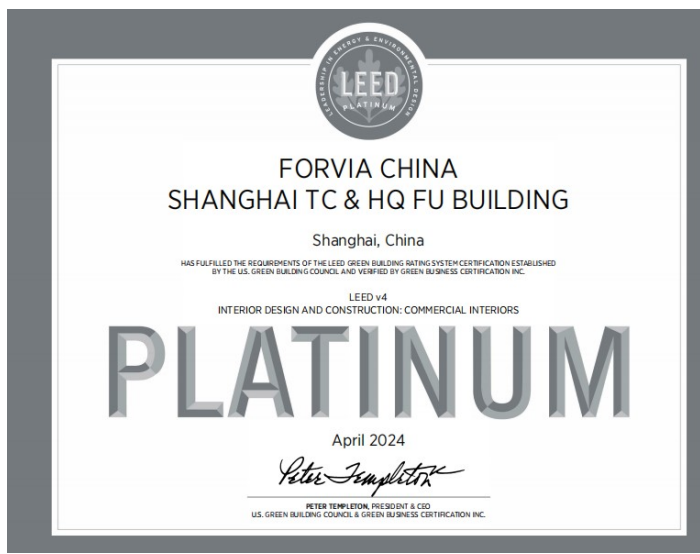 LEADERSHIP IN ENERGY & ENVIRONMENTAL DESIGN
LEED
PLATINUM
FORVIA CHINA
SHANGHAI TC & HQ FU BUILDING
Shanghai, China
HAS FULFILLED THE REQUIREMENTS OF THE LEED GREEN BUILDING RATING SYSTEM CERTIFICATION ESTABLISHED
BY THE U.S. GREEN BUILDING COUNCIL AND VERIFIED BY GREEN BUSINESS CERTIFICATION INC.
LEED v4
INTERIOR DESIGN AND CONSTRUCTION: COMMERCIAL INTERIORS
PLATINUM
April 2024
Peter Templeton
PETER TEMPLETON, PRESIDENT & CEO
U.S. GREEN BUILDING COUNCIL & GREEN BUSINESS CERTIFICATION INC.